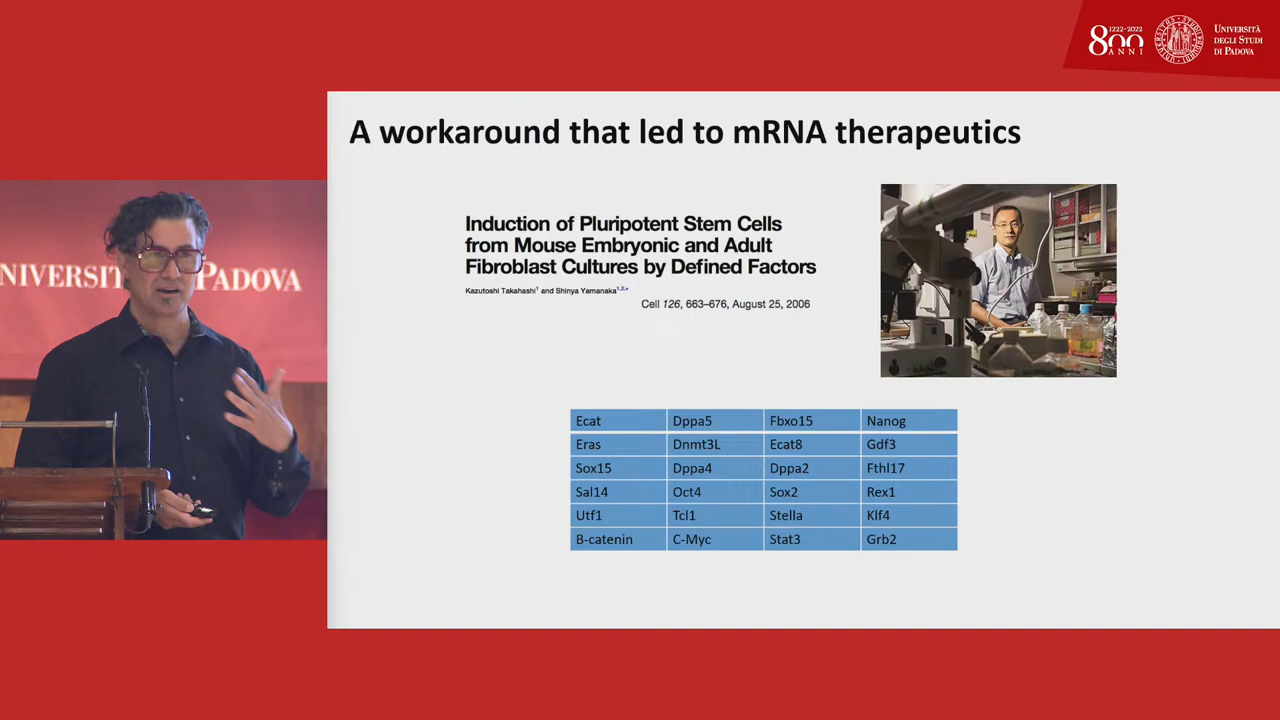 800
1222-2022
ANNI
UNIVERSITÀ
DEGLI STUDI
DI PADOVA
A workaround that led to mRNA therapeutics
Induction of Pluripotent Stem Cells
from Mouse Embryonic and Adult
Fibroblast Cultures by Defined Factors
Kazutoshi Takahashi1 and Shinya Yamanaka1,2,*
Cell 126, 663–676, August 25, 2006
NIVERSIT PADOVA
Ecat Dppa5 Fbxo15 Nanog
Eras Dnmt3L Ecat8 Gdf3
Sox15 Dppa4 Dppa2 Fthl17
Sal14 Oct4 Sox2 Rex1
Utf1 Tcl1 Stella Klf4
B-catenin C-Myc Stat3 Grb2